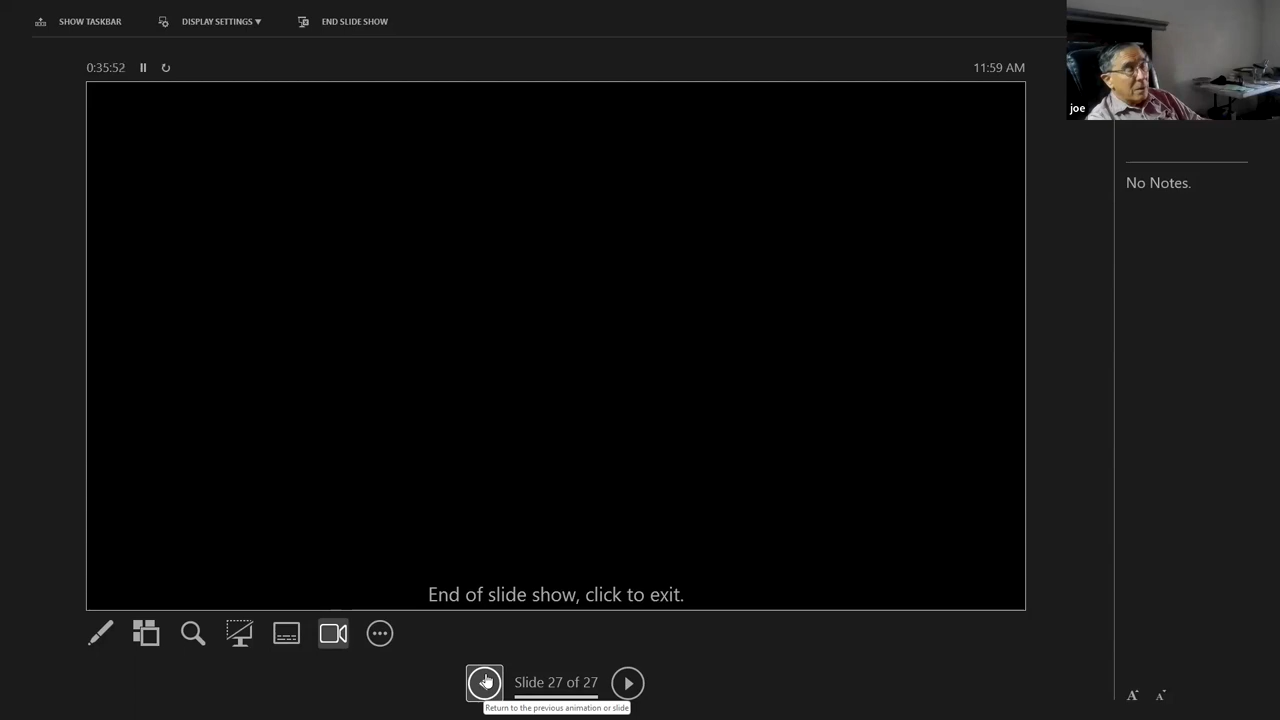 SHOW TASKBAR
DISPLAY SETTINGS ▼
END SLIDE SHOW
0:35:52
11:59 AM
joe
No Notes.
End of slide show, click to exit.
Slide 27 of 27
Return to the previous animation or slide
A
A